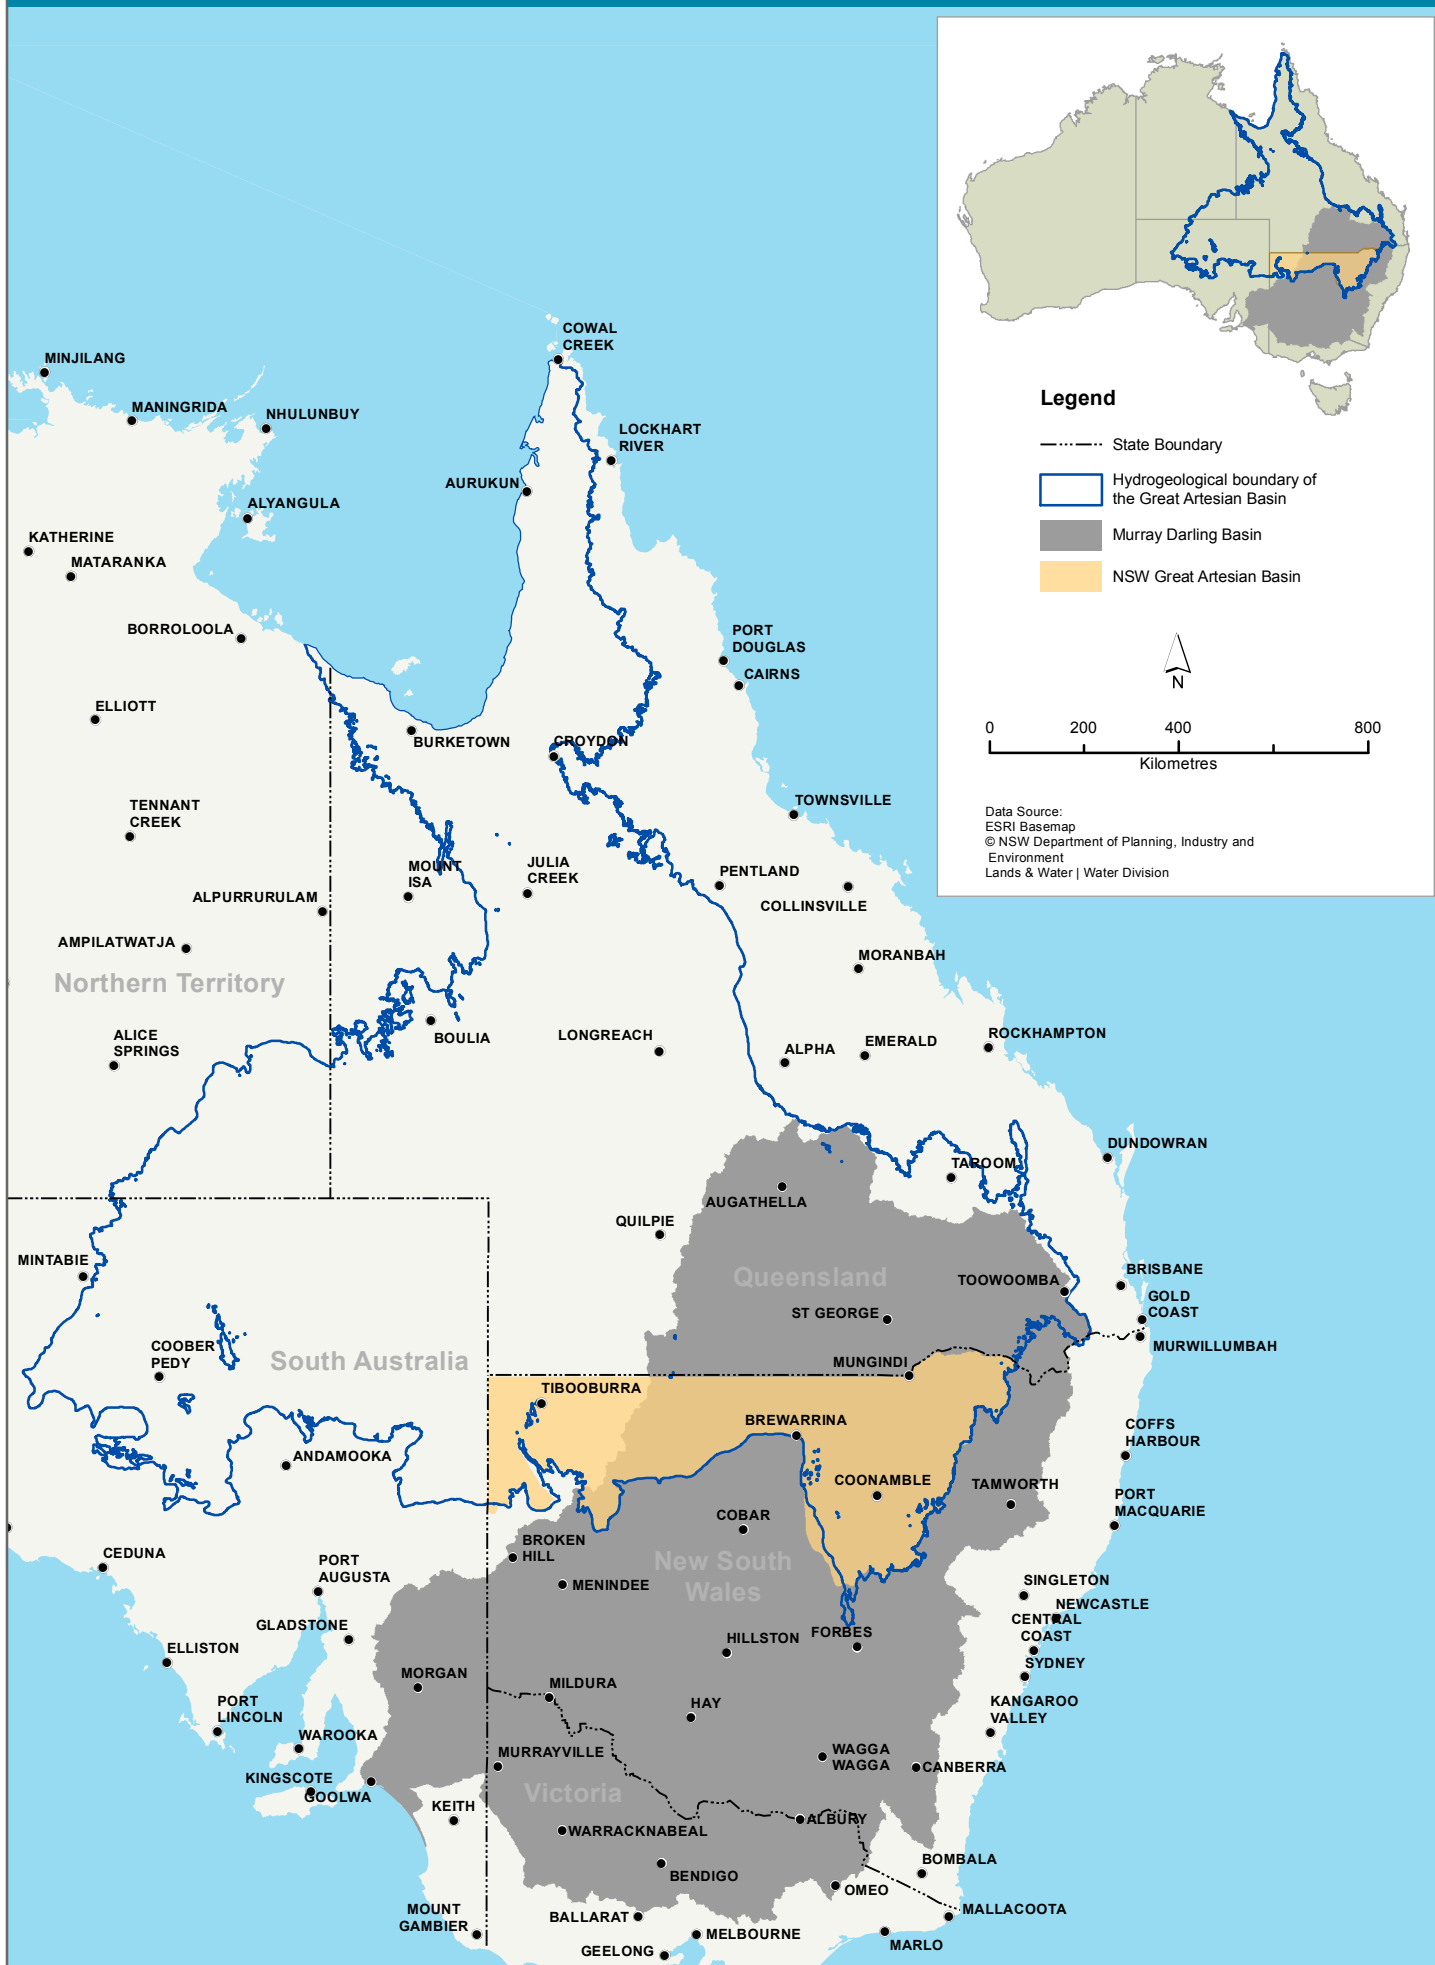 COWAL
CREEK
MINJILANG
MANINGRIDA
NHULUNBUY
LOCKHART
RIVER
AURUKUN
ALYANGULA
KATHERINE
MATARANKA
BORROLOOLA
PORT
DOUGLAS
CAIRNS
ELLIOTT
BURKETOWN
CROYDON
TENNANT
CREEK
TOWNSVILLE
MOUNT
ISA
JULIA
CREEK
PENTLAND
COLLINSVILLE
ALPURRURULAM
AMPILATWATJA
MORANBAH
Northern Territory
ALICE
SPRINGS
BOULIA
LONGREACH
ALPHA
EMERALD
ROCKHAMPTON
DUNDOWRAN
TAROOM
AUGATHELLA
QUILPIE
MINTABIE
Queensland
TOOWOOMBA
BRISBANE
GOLD
COAST
ST GEORGE
MURWILLUMBAH
COOBER
PEDY
South Australia
MUNGINDI
TIBOOBURRA
BREWARRINA
COFFS
HARBOUR
ANDAMOOKA
COONAMBLE
TAMWORTH
PORT
MACQUARIE
COBAR
BROKEN
HILL
New South
Wales
CEDUNA
PORT
AUGUSTA
MENINDEE
SINGLETON
NEWCASTLE
CENTRAL
COAST
GLADSTONE
HILLSTON
FORBES
ELLISTON
SYDNEY
MORGAN
MILDURA
HAY
KANGAROO
VALLEY
PORT
LINCOLN
WAROOKA
MURRAYVILLE
WAGGA
WAGGA
CANBERRA
KINGSCOTE
GOOLWA
Victoria
KEITH
ALBURY
WARRACKNABEAL
BENDIGO
BOMBALA
OMEO
MOUNT
GAMBIER
BALLARAT
MELBOURNE
MALLACOOTA
MARLO
GEELONG
Legend
State Boundary
Hydrogeological boundary of
the Great Artesian Basin
Murray Darling Basin
NSW Great Artesian Basin
N
0 200 400 800
Kilometres
Data Source:
ESRI Basemap
© NSW Department of Planning, Industry and
Environment
Lands & Water | Water Division